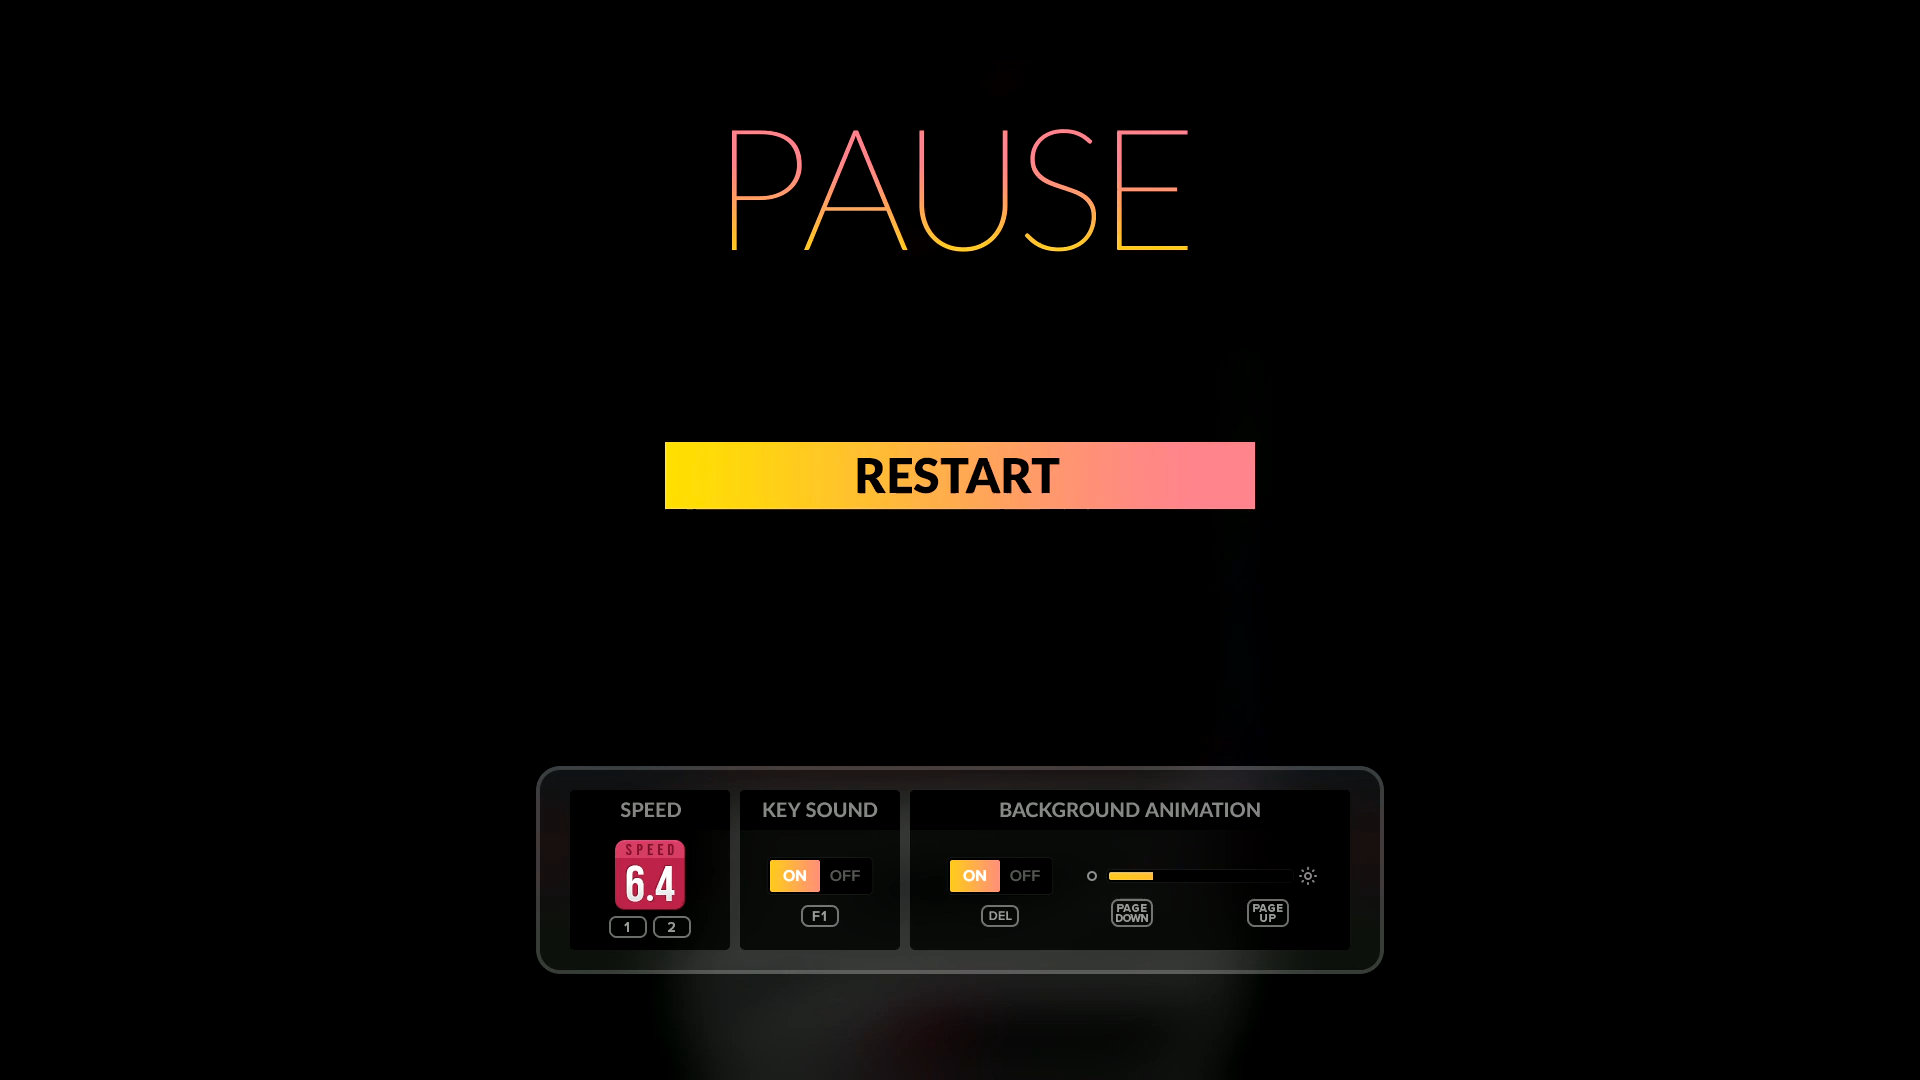 PAUSE
RESTART
SPEED
KEY SOUND
BACKGROUND ANIMATION
SPEED
6.4
ON OFF
ON OFF
1 2
F1
DEL
PAGE DOWN
PAGE UP